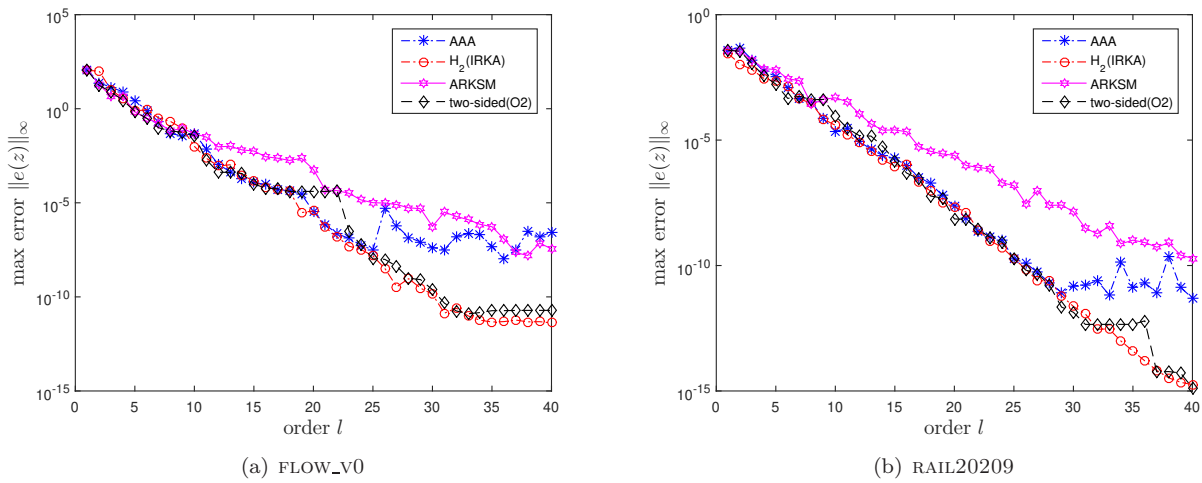 10^5
10^0
10^-5
10^-10
10^-15
max error ‖e(z)‖∞
0 5 10 15 20 25 30 35 40
order l
AAA
H_2(IRKA)
ARKSM
two-sided(O2)
(a) FLOW_V0
10^0
10^-5
10^-10
10^-15
max error ‖e(z)‖∞
0 5 10 15 20 25 30 35 40
order l
AAA
H_2(IRKA)
ARKSM
two-sided(O2)
(b) RAIL20209